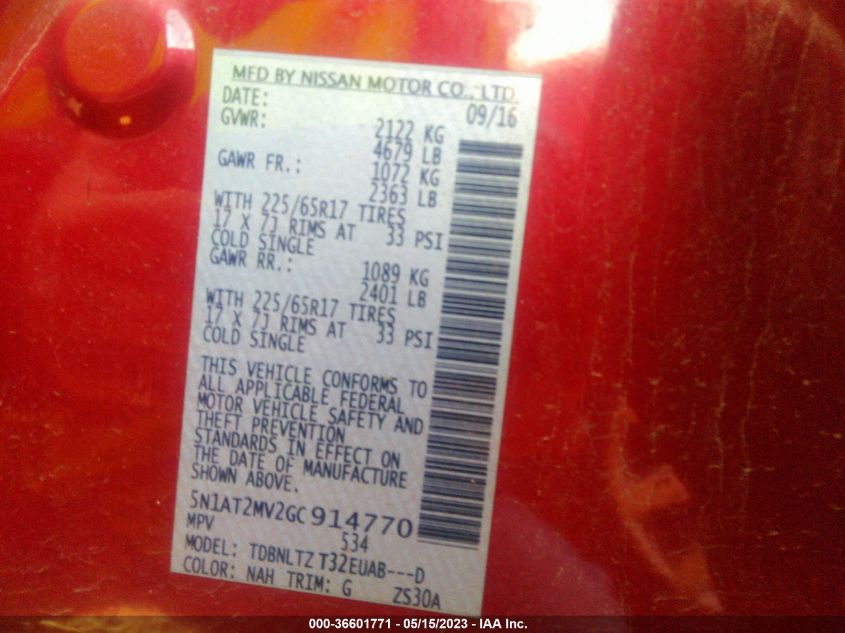 MFD BY NISSAN MOTOR CO., LTD.
DATE: 09/16
GVWR: 2122 KG
4679 LB
GAWR FR.: 1072 KG
2363 LB
WITH 225/65R17 TIRES
17 X 7J RIMS AT 33 PSI
COLD SINGLE
GAWR RR.: 1089 KG
2401 LB
WITH 225/65R17 TIRES
17 X 7J RIMS AT 33 PSI
COLD SINGLE
THIS VEHICLE CONFORMS TO
ALL APPLICABLE FEDERAL
MOTOR VEHICLE SAFETY AND
THEFT PREVENTION
STANDARDS IN EFFECT ON
THE DATE OF MANUFACTURE
SHOWN ABOVE.
5N1AT2MV2GC914770
MPV 534
MODEL: TDBNLTZ T32EUAB---D
COLOR: NAH TRIM: G ZS30A
000-36601771 - 05/15/2023 - IAA Inc.